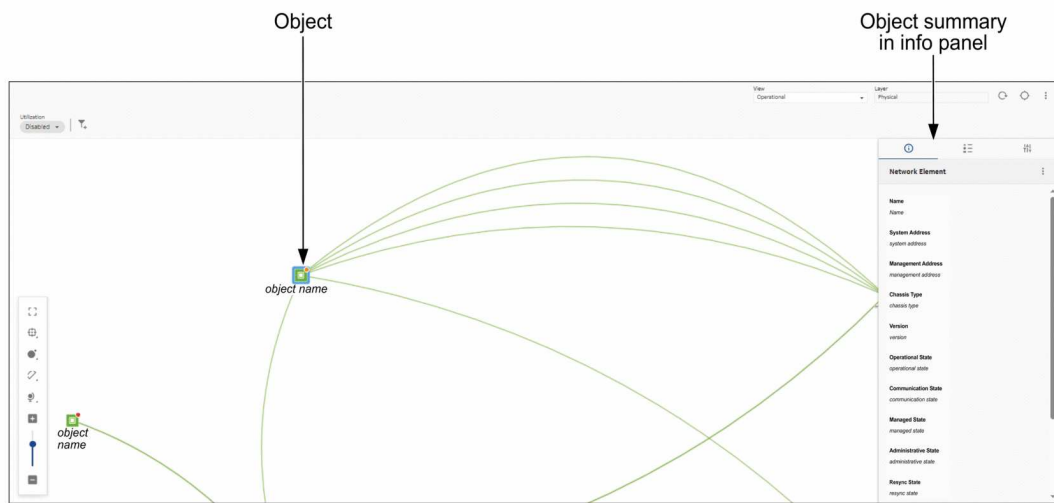 Object
Object summary
in info panel
View
Operational
Layer
Physical
Utilization
Disabled
Network Element
Name
Name
System Address
system address
Management Address
management address
Chassis Type
chassis type
Version
version
Operational State
operational state
Communication State
communication state
Managed State
managed state
Administrative State
administrative state
Resync State
resync state
object name
object
name